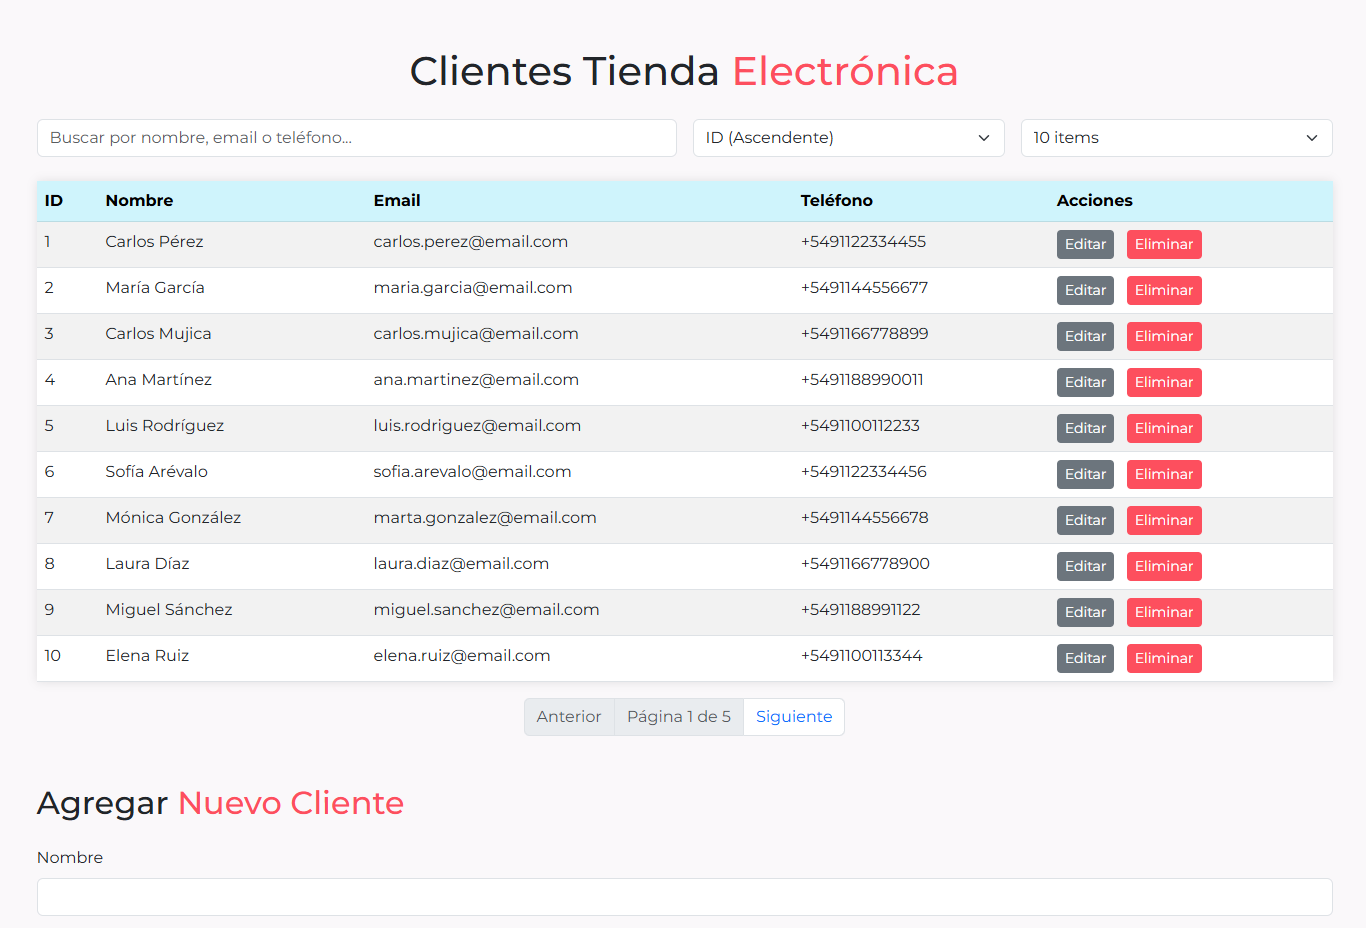 Clientes Tienda Electrónica
Buscar por nombre, email o teléfono... ID (Ascendente) 10 items
ID Nombre Email Teléfono Acciones
1 Carlos Pérez carlos.perez@email.com +5491122334455 Editar Eliminar
2 María García maria.garcia@email.com +5491144556677 Editar Eliminar
3 Carlos Mujica carlos.mujica@email.com +5491166778899 Editar Eliminar
4 Ana Martínez ana.martinez@email.com +5491188990011 Editar Eliminar
5 Luis Rodríguez luis.rodriguez@email.com +5491100112233 Editar Eliminar
6 Sofía Arévalo sofia.arevalo@email.com +5491122334456 Editar Eliminar
7 Mónica González marta.gonzalez@email.com +5491144556678 Editar Eliminar
8 Laura Díaz laura.diaz@email.com +5491166778900 Editar Eliminar
9 Miguel Sánchez miguel.sanchez@email.com +5491188991122 Editar Eliminar
10 Elena Ruiz elena.ruiz@email.com +5491100113344 Editar Eliminar
Anterior Página 1 de 5 Siguiente
Agregar Nuevo Cliente
Nombre